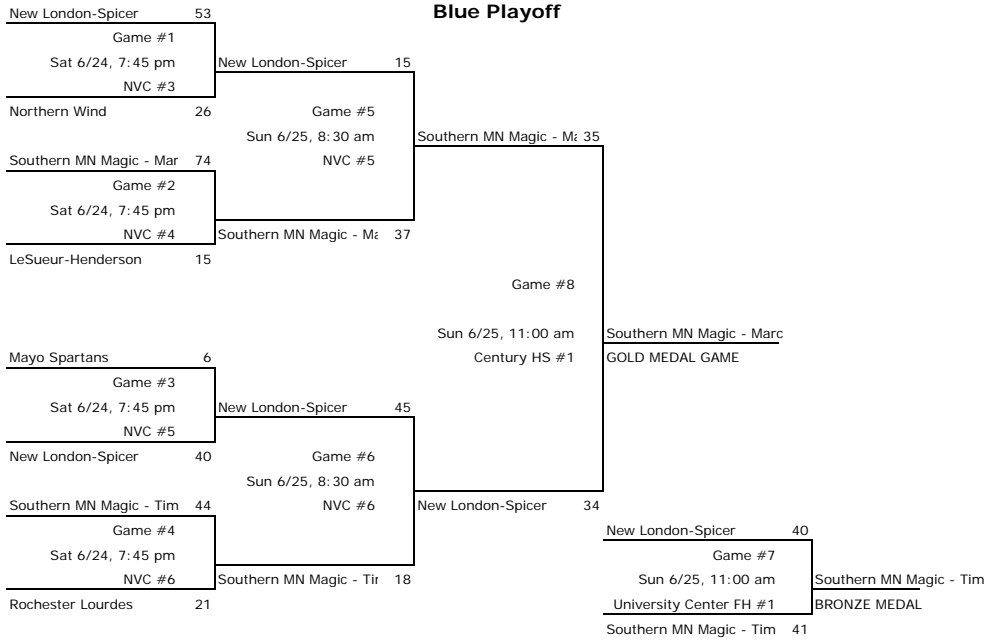 Blue Playoff
New London-Spicer 53
Game #1
Sat 6/24, 7:45 pm
NVC #3
Northern Wind 26
Southern MN Magic - Mar 74
Game #2
Sat 6/24, 7:45 pm
NVC #4
LeSueur-Henderson 15
Mayo Spartans 6
Game #3
Sat 6/24, 7:45 pm
NVC #5
New London-Spicer 40
Southern MN Magic - Tim 44
Game #4
Sat 6/24, 7:45 pm
NVC #6
Rochester Lourdes 21
New London-Spicer 15
Game #5
Sun 6/25, 8:30 am
NVC #5
Southern MN Magic - Ma 37
New London-Spicer 45
Game #6
Sun 6/25, 8:30 am
NVC #6
Southern MN Magic - Tir 18
Southern MN Magic - Ma 35
Game #8
Sun 6/25, 11:00 am
Century HS #1
New London-Spicer 34
Southern MN Magic - Marc
GOLD MEDAL GAME
New London-Spicer 40
Game #7
Sun 6/25, 11:00 am
University Center FH #1
Southern MN Magic - Tim 41
Southern MN Magic - Tim
BRONZE MEDAL